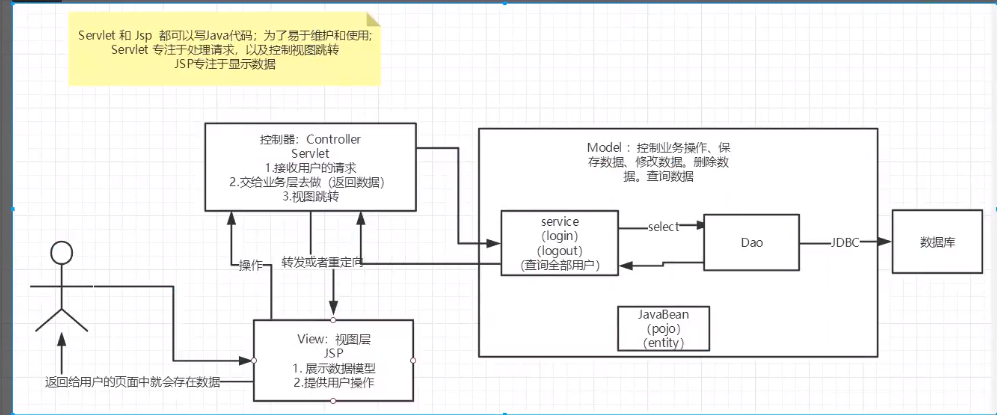 Servlet 和 Jsp 都可以写Java代码；为了易于维护和使用;
Servlet 专注于处理请求，以及控制视图跳转
JSP专注于显示数据
控制器：Controller
Servlet
1.接收用户的请求
2.交给业务层去做（返回数据）
3.视图跳转
Model ：控制业务操作、保
存数据、修改数据。删除数
据。查询数据
service
（login）
（logout）
（查询全部用户）
select
Dao
JDBC
数据库
操作
转发或者重定向
JavaBean
（pojo）
（entity）
View：视图层
JSP
1. 展示数据模型
2.提供用户操作
返回给用户的页面中就会存在数据